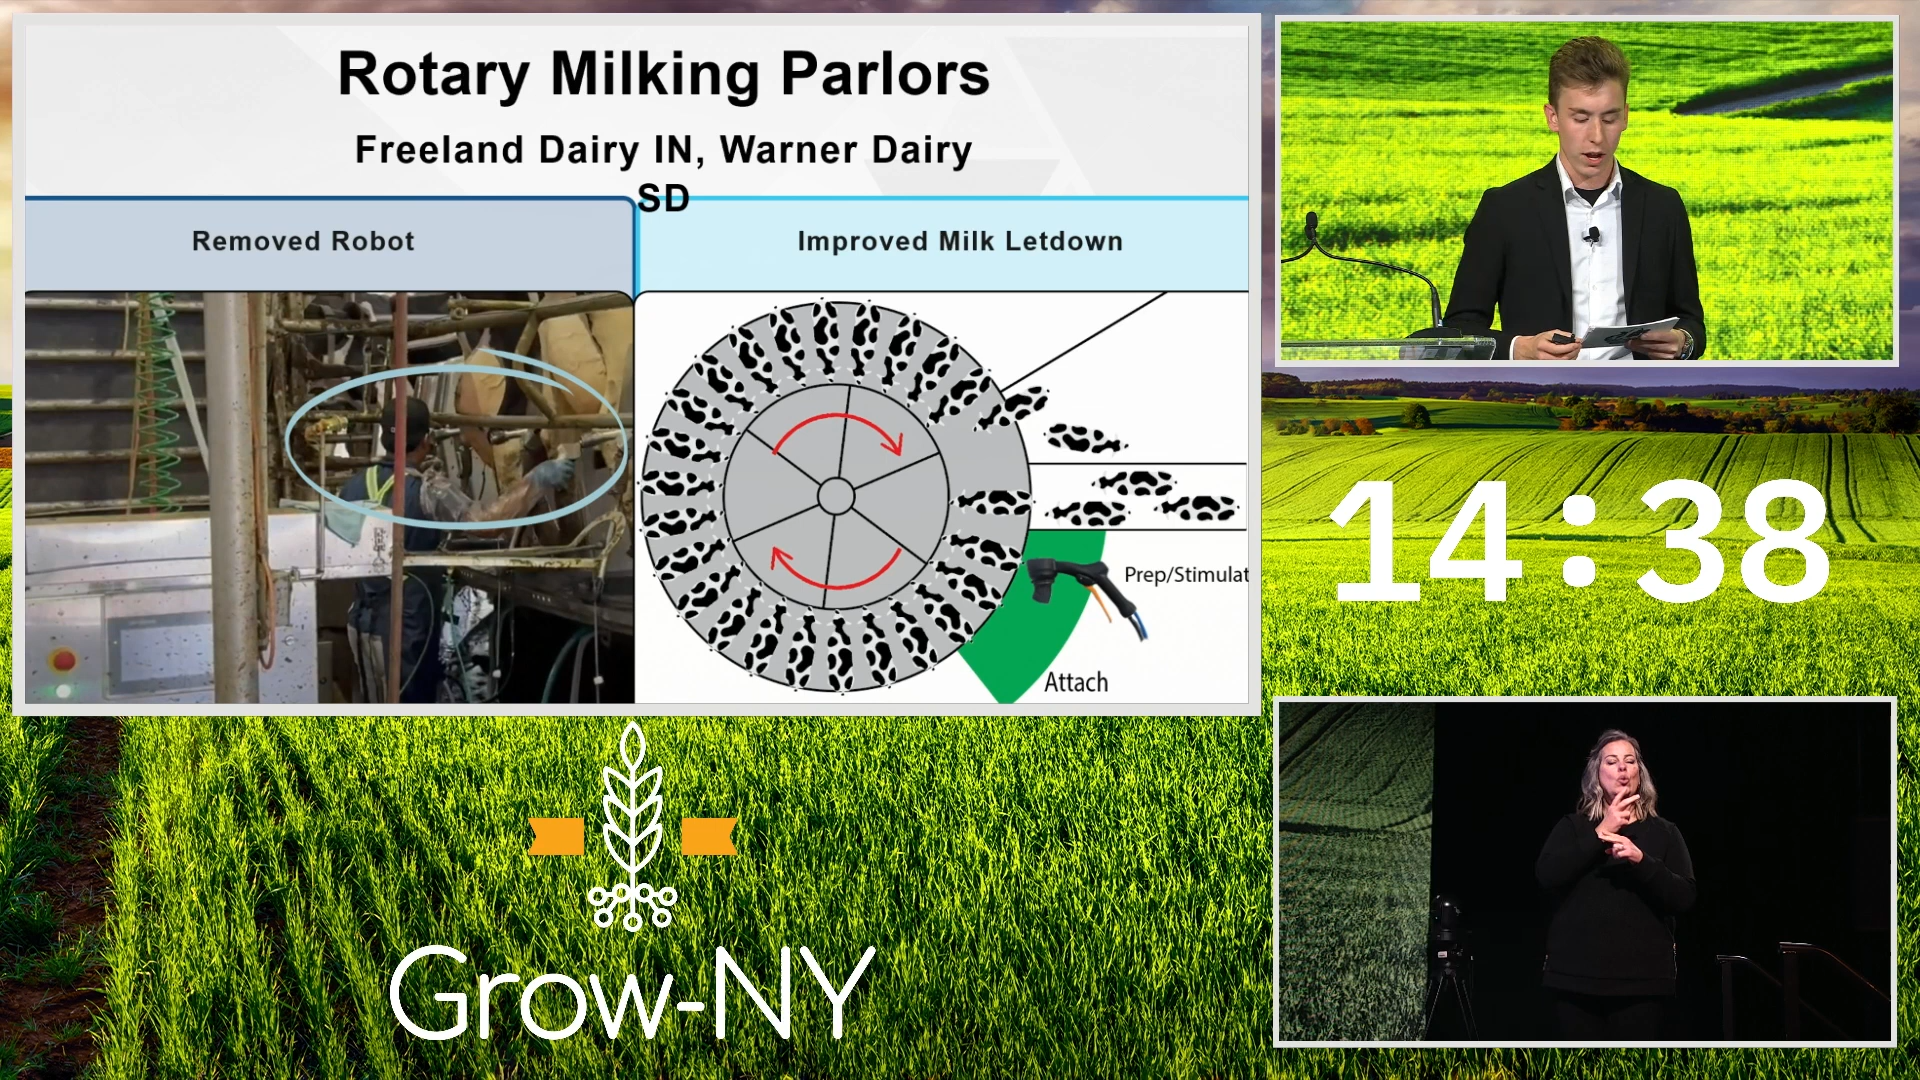 Rotary Milking Parlors
Freeland Dairy IN, Warner Dairy
SD
Removed Robot
Improved Milk Letdown
Prep/Stimulat
Attach
14:38
Grow-NY